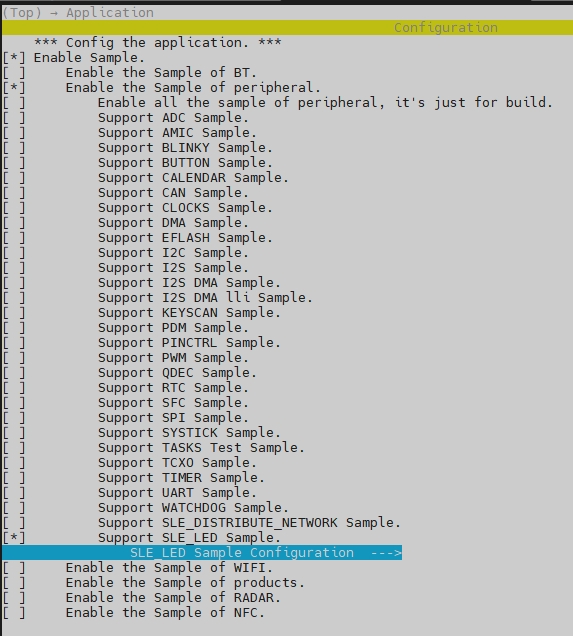 (Top) → Application
Configuration
*** Config the application. ***
[*] Enable Sample.
[ ] Enable the Sample of BT.
[*] Enable the Sample of peripheral.
[ ] Enable all the sample of peripheral, it's just for build.
[ ] Support ADC Sample.
[ ] Support AMIC Sample.
[ ] Support BLINKY Sample.
[ ] Support BUTTON Sample.
[ ] Support CALENDAR Sample.
[ ] Support CAN Sample.
[ ] Support CLOCKS Sample.
[ ] Support DMA Sample.
[ ] Support EFLASH Sample.
[ ] Support I2C Sample.
[ ] Support I2S Sample.
[ ] Support I2S DMA Sample.
[ ] Support I2S DMA lli Sample.
[ ] Support KEYSCAN Sample.
[ ] Support PDM Sample.
[ ] Support PINCTRL Sample.
[ ] Support PWM Sample.
[ ] Support QDEC Sample.
[ ] Support RTC Sample.
[ ] Support SFC Sample.
[ ] Support SPI Sample.
[ ] Support SYSTICK Sample.
[ ] Support TASKS Test Sample.
[ ] Support TCXO Sample.
[ ] Support TIMER Sample.
[ ] Support UART Sample.
[ ] Support WATCHDOG Sample.
[ ] Support SLE_DISTRIBUTE_NETWORK Sample.
[*] Support SLE_LED Sample.
SLE_LED Sample Configuration --->
[ ] Enable the Sample of WIFI.
[ ] Enable the Sample of products.
[ ] Enable the Sample of RADAR.
[ ] Enable the Sample of NFC.